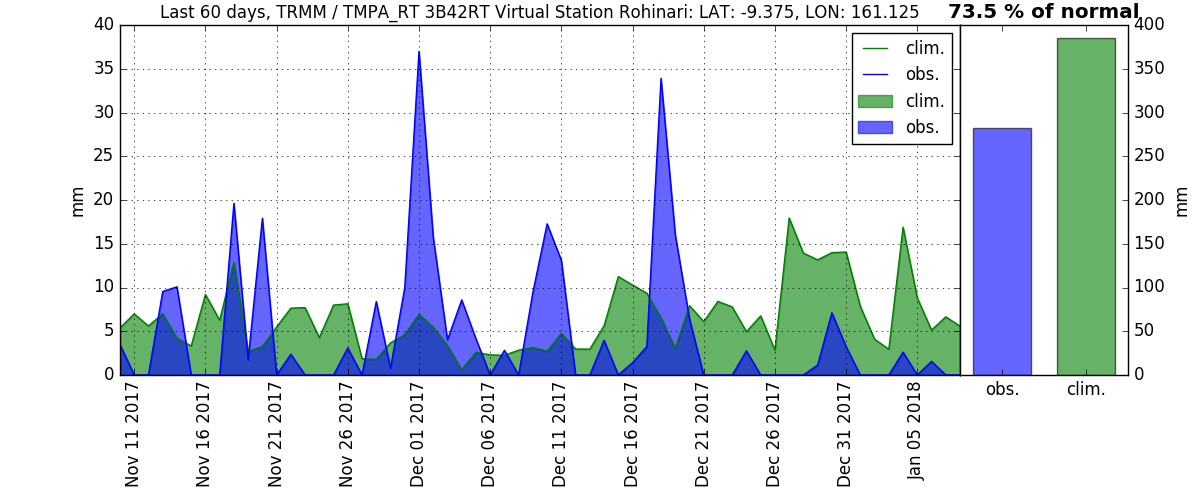 Last 60 days, TRMM / TMPA_RT 3B42RT Virtual Station Rohinari: LAT: -9.375, LON: 161.125
73.5 % of normal
mm
40
35
30
25
20
15
10
5
0
clim.
obs.
clim.
obs.
Nov 11 2017
Nov 16 2017
Nov 21 2017
Nov 26 2017
Dec 01 2017
Dec 06 2017
Dec 11 2017
Dec 16 2017
Dec 21 2017
Dec 26 2017
Dec 31 2017
Jan 05 2018
obs.
clim.
400
350
300
250
200
150
100
50
0
mm